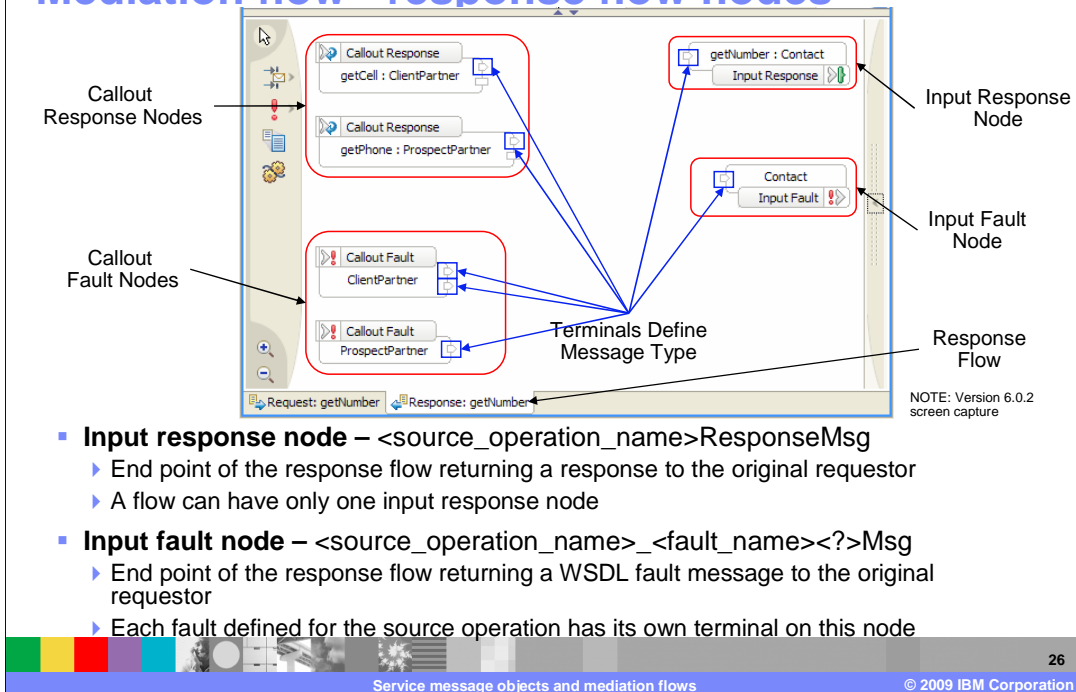 Mediation flow - response flow nodes
Callout Response
getCell : ClientPartner
Callout Response
getPhone : ProspectPartner
getNumber : Contact
Input Response
Contact
Input Fault
Callout Fault
ClientPartner
Callout Fault
ProspectPartner
Callout
Response Nodes
Input Response
Node
Input Fault
Node
Callout
Fault Nodes
Terminals Define
Message Type
Response
Flow
Request: getNumber
Response: getNumber
NOTE: Version 6.0.2
screen capture
Input response node – <source_operation_name>ResponseMsg
End point of the response flow returning a response to the original requestor
A flow can have only one input response node
Input fault node – <source_operation_name>_<fault_name><?>Msg
End point of the response flow returning a WSDL fault message to the original
requestor
Each fault defined for the source operation has its own terminal on this node
26
Service message objects and mediation flows
© 2009 IBM Corporation